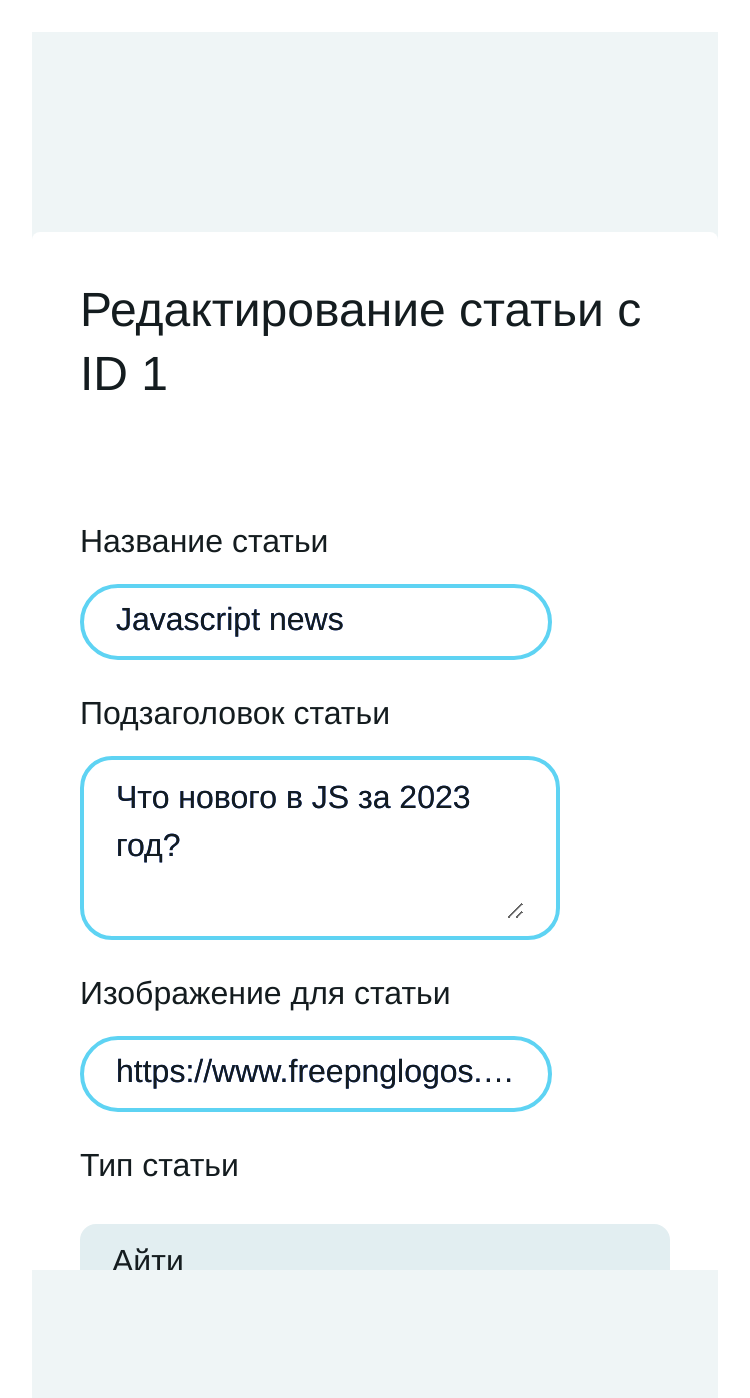 Редактирование статьи с
ID 1
Название статьи
Javascript news
Подзаголовок статьи
Что нового в JS за 2023
год?
Изображение для статьи
https://www.freepnglogos.…
Тип статьи
Айти